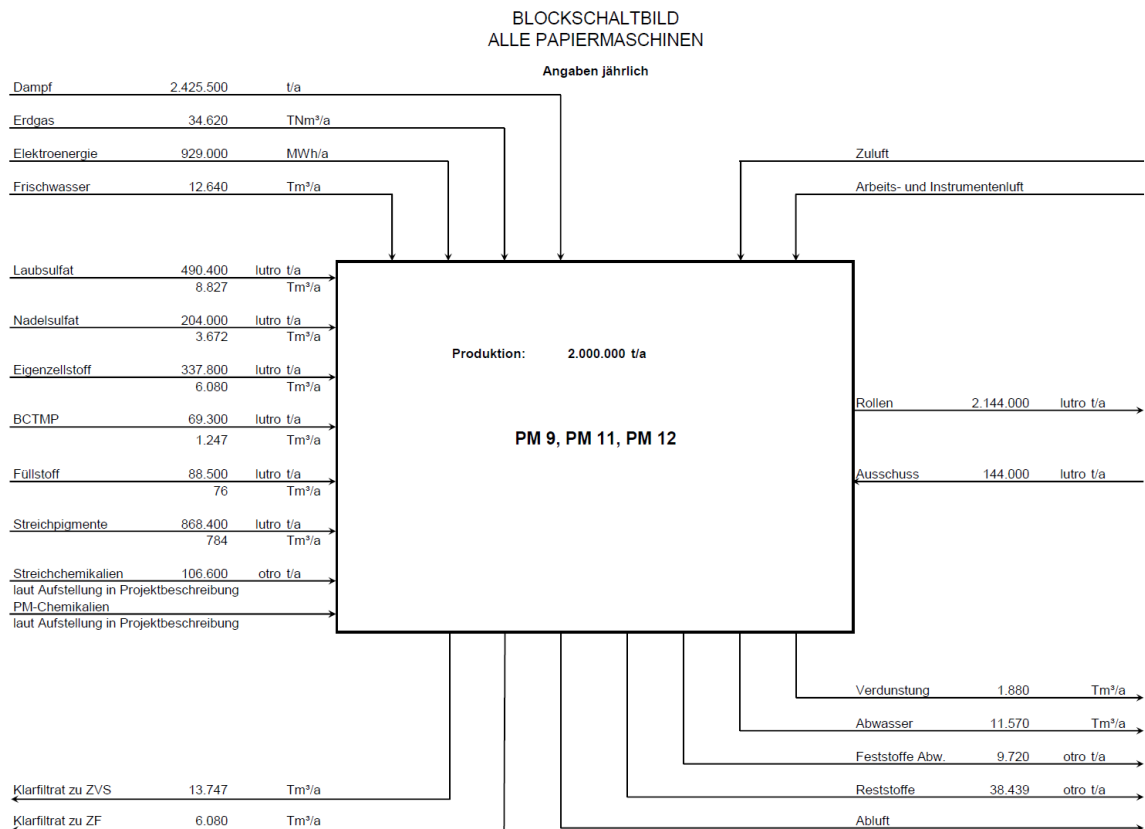 BLOCKSCHALTBILD
ALLE PAPIERMASCHINEN
Angaben jährlich
Dampf 2.425.500 t/a
Erdgas 34.620 TNm³/a
Elektroenergie 929.000 MWh/a
Zuluft
Frischwasser 12.640 Tm³/a
Arbeits- und Instrumentenluft
Laubsulfat 490.400 lutro t/a
8.827 Tm³/a
Nadelsulfat 204.000 lutro t/a
3.672 Tm³/a
Produktion: 2.000.000 t/a
Eigenzellstoff 337.800 lutro t/a
6.080 Tm³/a
Rollen 2.144.000 lutro t/a
BCTMP 69.300 lutro t/a
1.247 Tm³/a
PM 9, PM 11, PM 12
Füllstoff 88.500 lutro t/a
76 Tm³/a
Ausschuss 144.000 lutro t/a
Streichpigmente 868.400 lutro t/a
784 Tm³/a
Streichchemikalien 106.600 otro t/a
laut Aufstellung in Projektbeschreibung
PM-Chemikalien
laut Aufstellung in Projektbeschreibung
Verdunstung 1.880 Tm³/a
Abwasser 11.570 Tm³/a
Feststoffe Abw. 9.720 otro t/a
Klarfiltrat zu ZVS 13.747 Tm³/a
Reststoffe 38.439 otro t/a
Klarfiltrat zu ZF 6.080 Tm³/a
Abluft